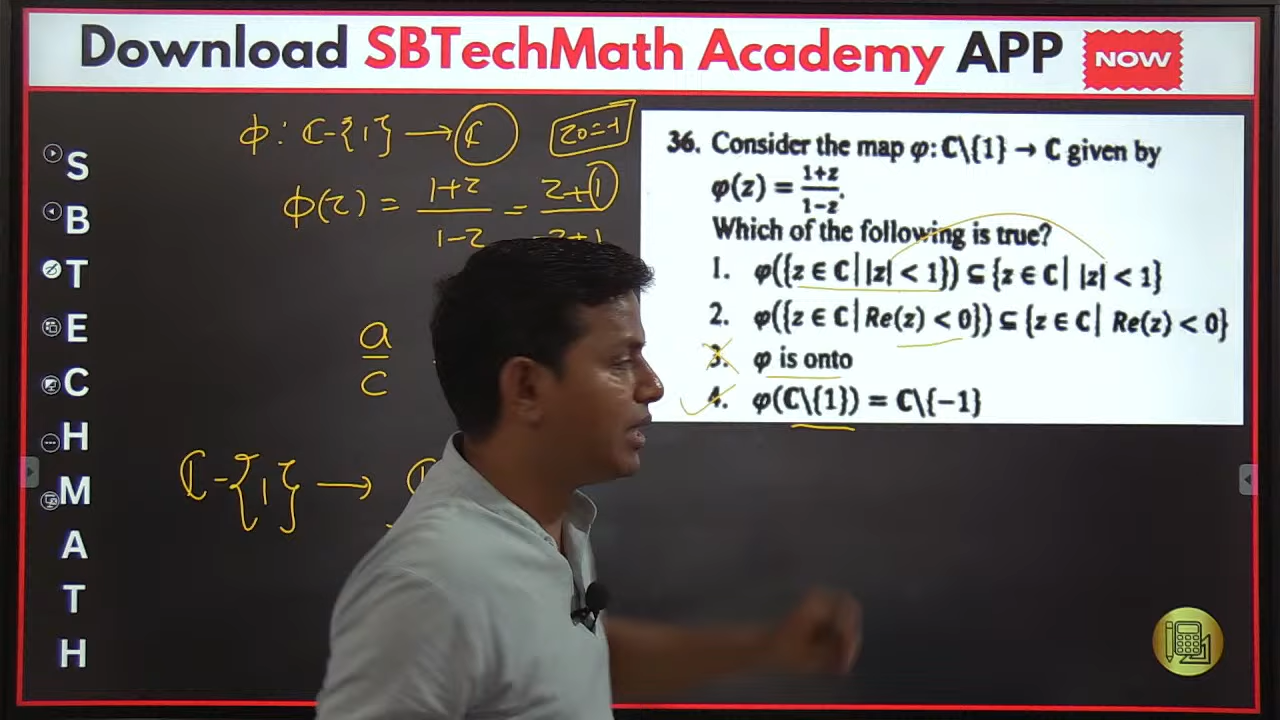 Download SBTechMath Academy APP NOW
S
B
T
E
C
H
M
A
T
H
ϕ : ℂ-{1} → ℂ
z0=-1
ϕ(z) = 1+z/1-z = z+1/-z+1
a/c
ℂ-{1} →
36. Consider the map φ: ℂ\{1} → ℂ given by
φ(z) = 1+z/1-z.
Which of the following is true?
1. φ({z ∈ ℂ| |z| < 1}) ⊆ {z ∈ ℂ| |z| < 1}
2. φ({z ∈ ℂ| Re(z) < 0}) ⊆ {z ∈ ℂ| Re(z) < 0}
3. φ is onto
4. φ(ℂ\{1}) = ℂ\{−1}